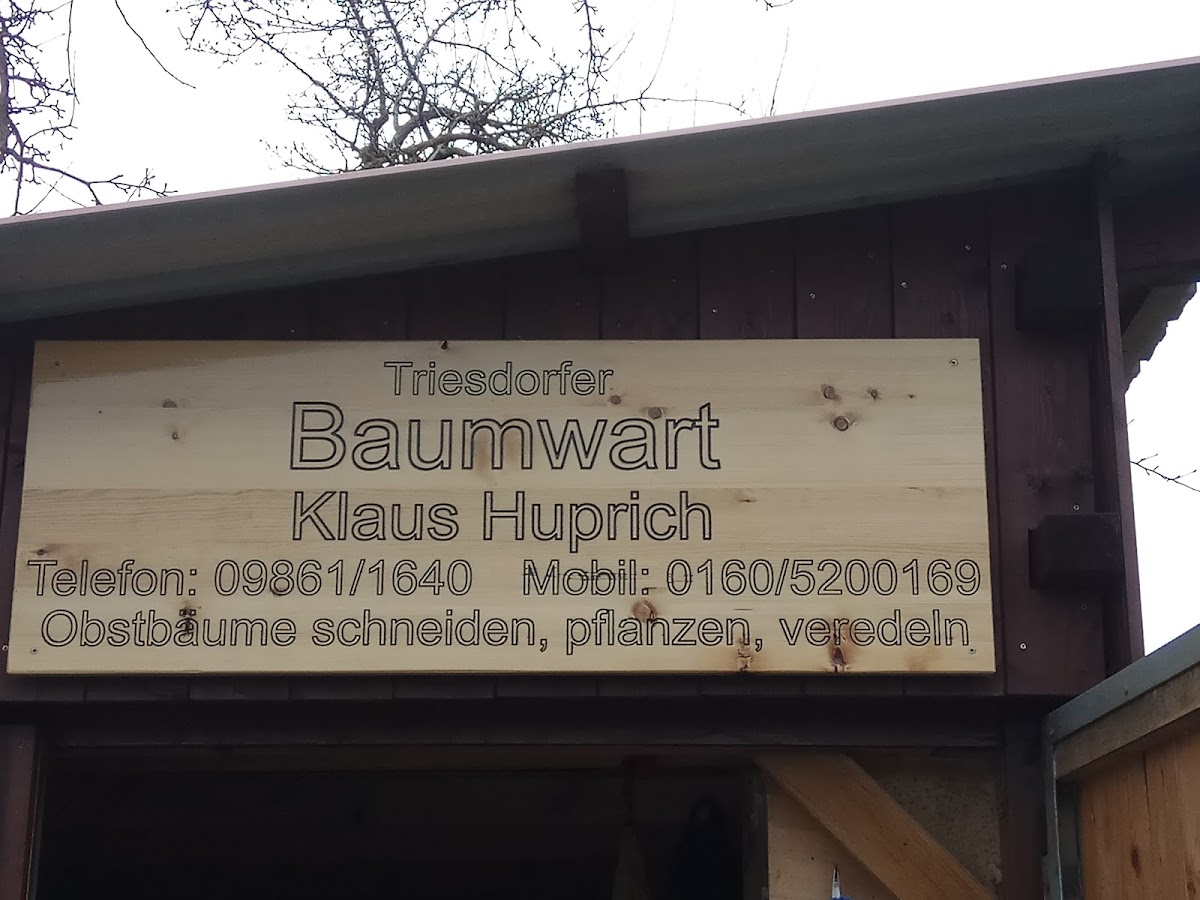 Triesdorfer
Baumwart
Klaus Huprich
Telefon: 09861/1640 Mobil: 0160/5200169
Obstbäume schneiden, pflanzen, veredeln